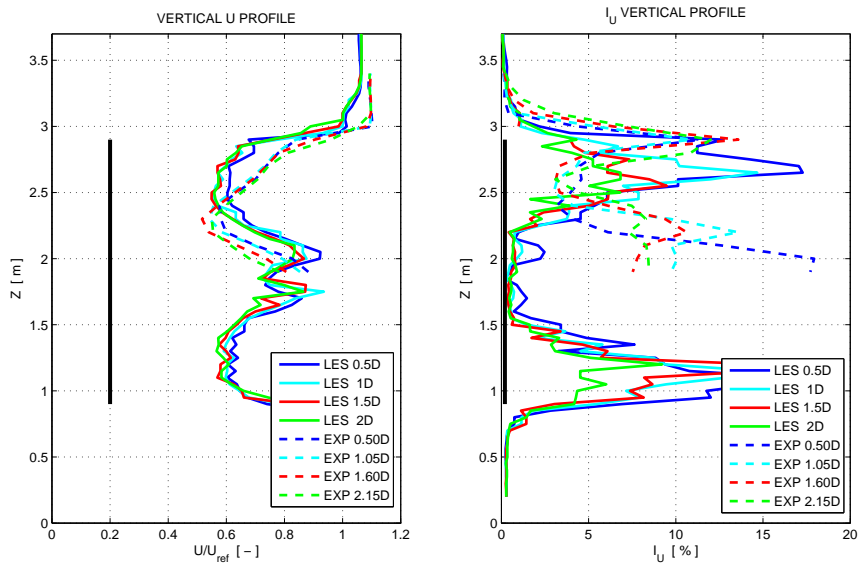 VERTICAL U PROFILE
3.5
3
2.5
2
1.5
1
0.5
0
Z [ m ]
0
0.2
0.4
0.6
0.8
1
1.2
U/U_ref [ – ]
LES 0.5D
LES 1D
LES 1.5D
LES 2D
EXP 0.50D
EXP 1.05D
EXP 1.60D
EXP 2.15D
I_U VERTICAL PROFILE
3.5
3
2.5
2
1.5
1
0.5
0
Z [ m ]
0
5
10
15
20
I_U [ % ]
LES 0.5D
LES 1D
LES 1.5D
LES 2D
EXP 0.50D
EXP 1.05D
EXP 1.60D
EXP 2.15D